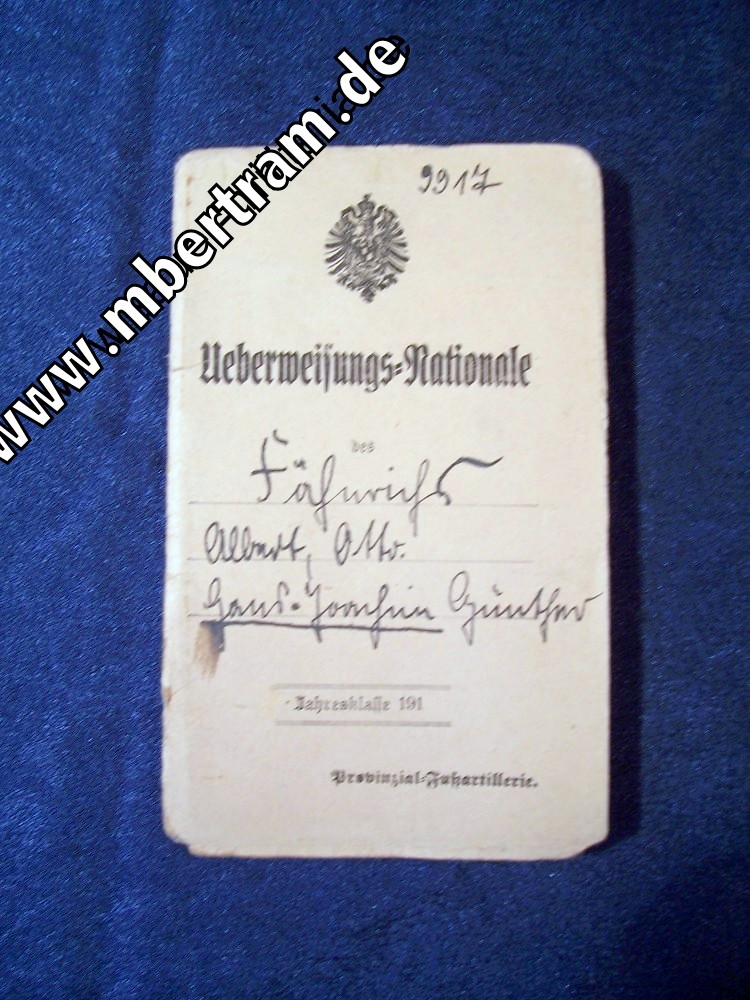 www.mbertram.de
9917
Ueberweisungs-Nationale
des
Fähnrichs
Albert, Otto.
Hans-Joachim Günther
Jahresklasse 191
Provinzial-Fußartillerie.